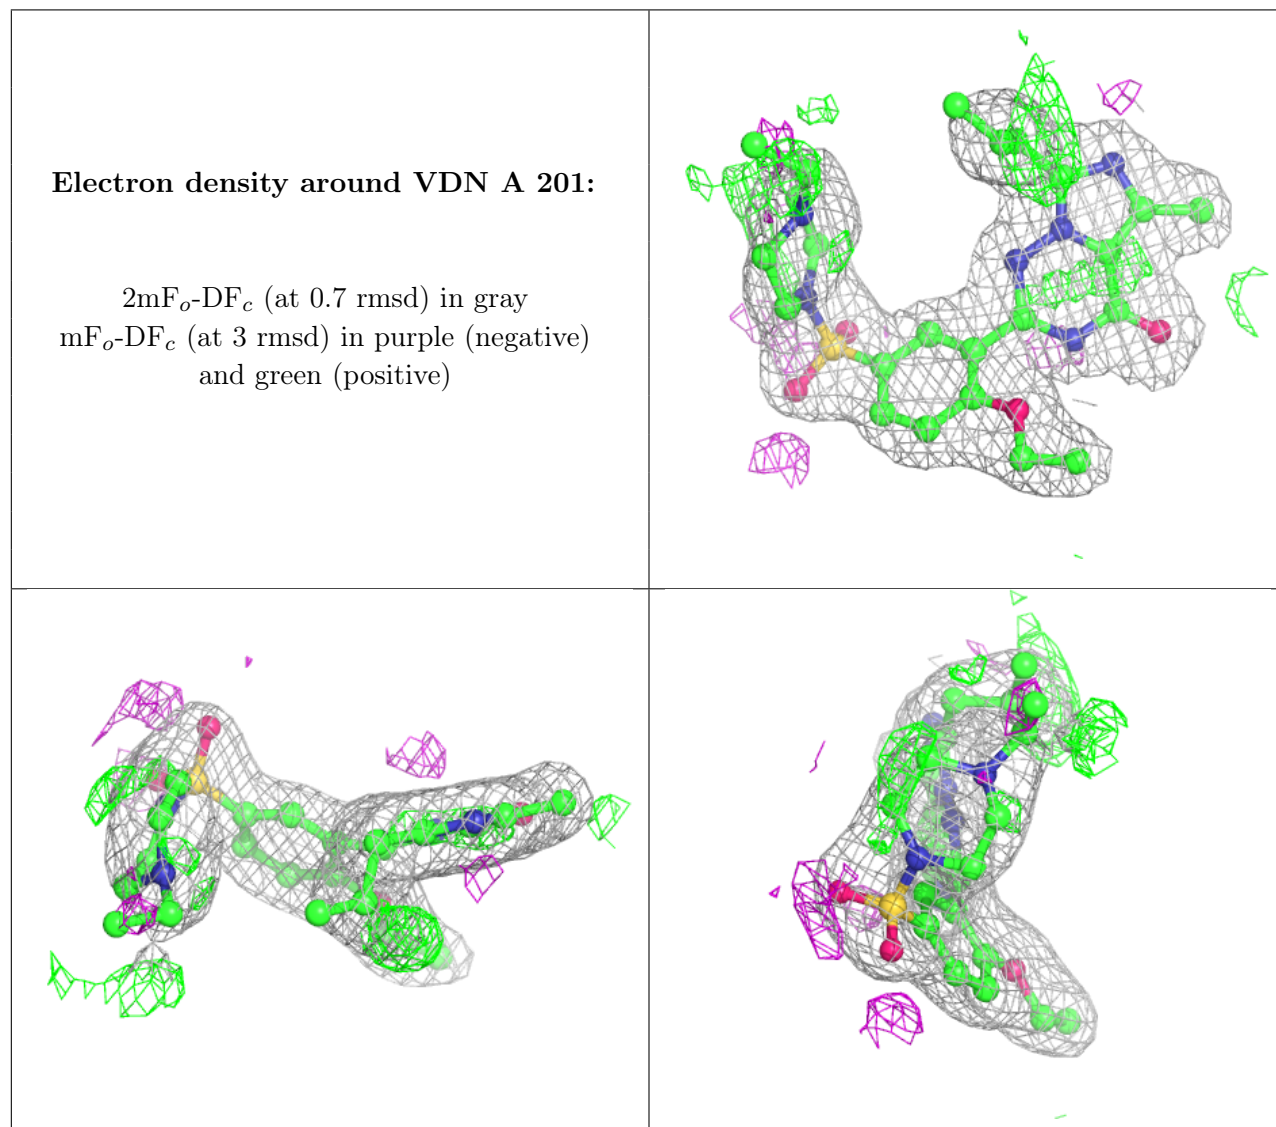 Electron density around VDN A 201:
2mFo-DFc (at 0.7 rmsd) in gray
mFo-DFc (at 3 rmsd) in purple (negative)
and green (positive)